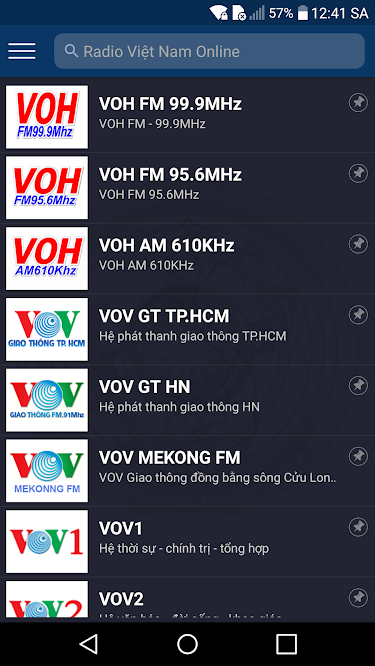 57% 12:41 SA
Radio Việt Nam Online
VOH
FM99.9Mhz
VOH FM 99.9MHz
VOH FM - 99.9MHz
VOH
FM95.6Mhz
VOH FM 95.6MHz
VOH FM 95.6MHz
VOH
AM610Khz
VOH AM 610KHz
VOH AM 610KHz
VOV
GIAO THÔNG TP. HCM
VOV GT TP.HCM
Hệ phát thanh giao thông TP.HCM
VOV
GIAO THÔNG FM.91Mhz
VOV GT HN
Hệ phát thanh giao thông HN
VOV
MEKONNG FM
VOV MEKONG FM
VOV Giao thông đồng bằng sông Cửu Lon..
VOV1
VOV1
Hệ thời sự - chính trị - tổng hợp
VOV2
VOV2